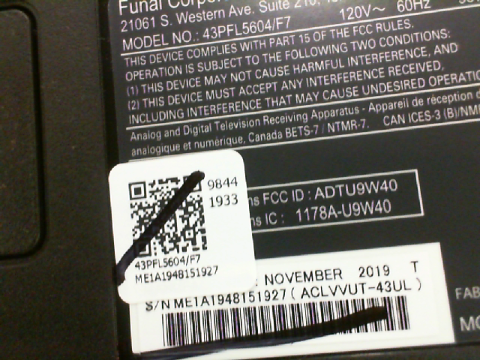 Funai Corpor
21061 S. Western Ave. Suite 210,
MODEL NO.: 43PFL5604/F7 120V~ 60Hz
THIS DEVICE COMPLIES WITH PART 15 OF THE FCC RULES.
OPERATION IS SUBJECT TO THE FOLLOWING TWO CONDITIONS:
(1) THIS DEVICE MAY NOT CAUSE HARMFUL INTERFERENCE, AND
(2) THIS DEVICE MUST ACCEPT ANY INTERFERENCE RECEIVED,
INCLUDING INTERFERENCE THAT MAY CAUSE UNDESIRED OPERATIO
Analog and Digital Television Receiving Apparatus - Appareil de réception d
analogique et numérique, Canada BETS-7 / NTMR-7. CAN ICES-3 (B)/NM
9844
1933
43PFL5604/F7
ME1A1948151927
ns FCC ID : ADTU9W40
ns IC : 1178A-U9W40
E NOVEMBER 2019 T
S/N ME1A1948151927 ( ACLVVUT-43UL )
FAB
MO